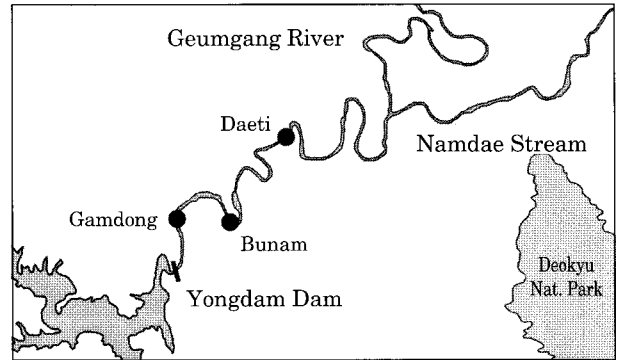 Geumgang River
Daeti
Namdae Stream
Gamdong
Bunam
Deokyu
Nat. Park
Yongdam Dam